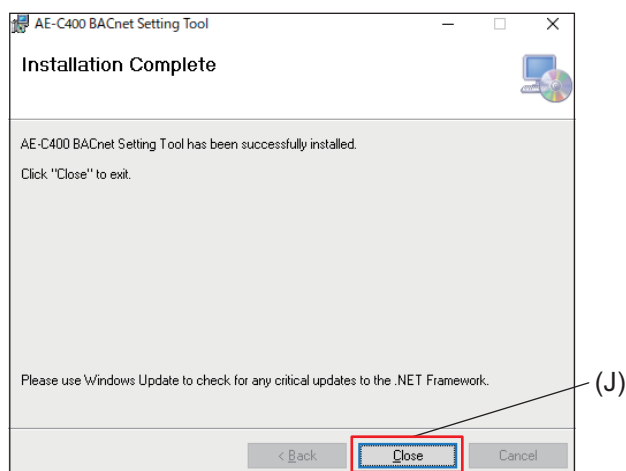 AE-C400 BACnet Setting Tool
Installation Complete
AE-C400 BACnet Setting Tool has been successfully installed.
Click "Close" to exit.
Please use Windows Update to check for any critical updates to the .NET Framework.
(J)
< Back Close Cancel